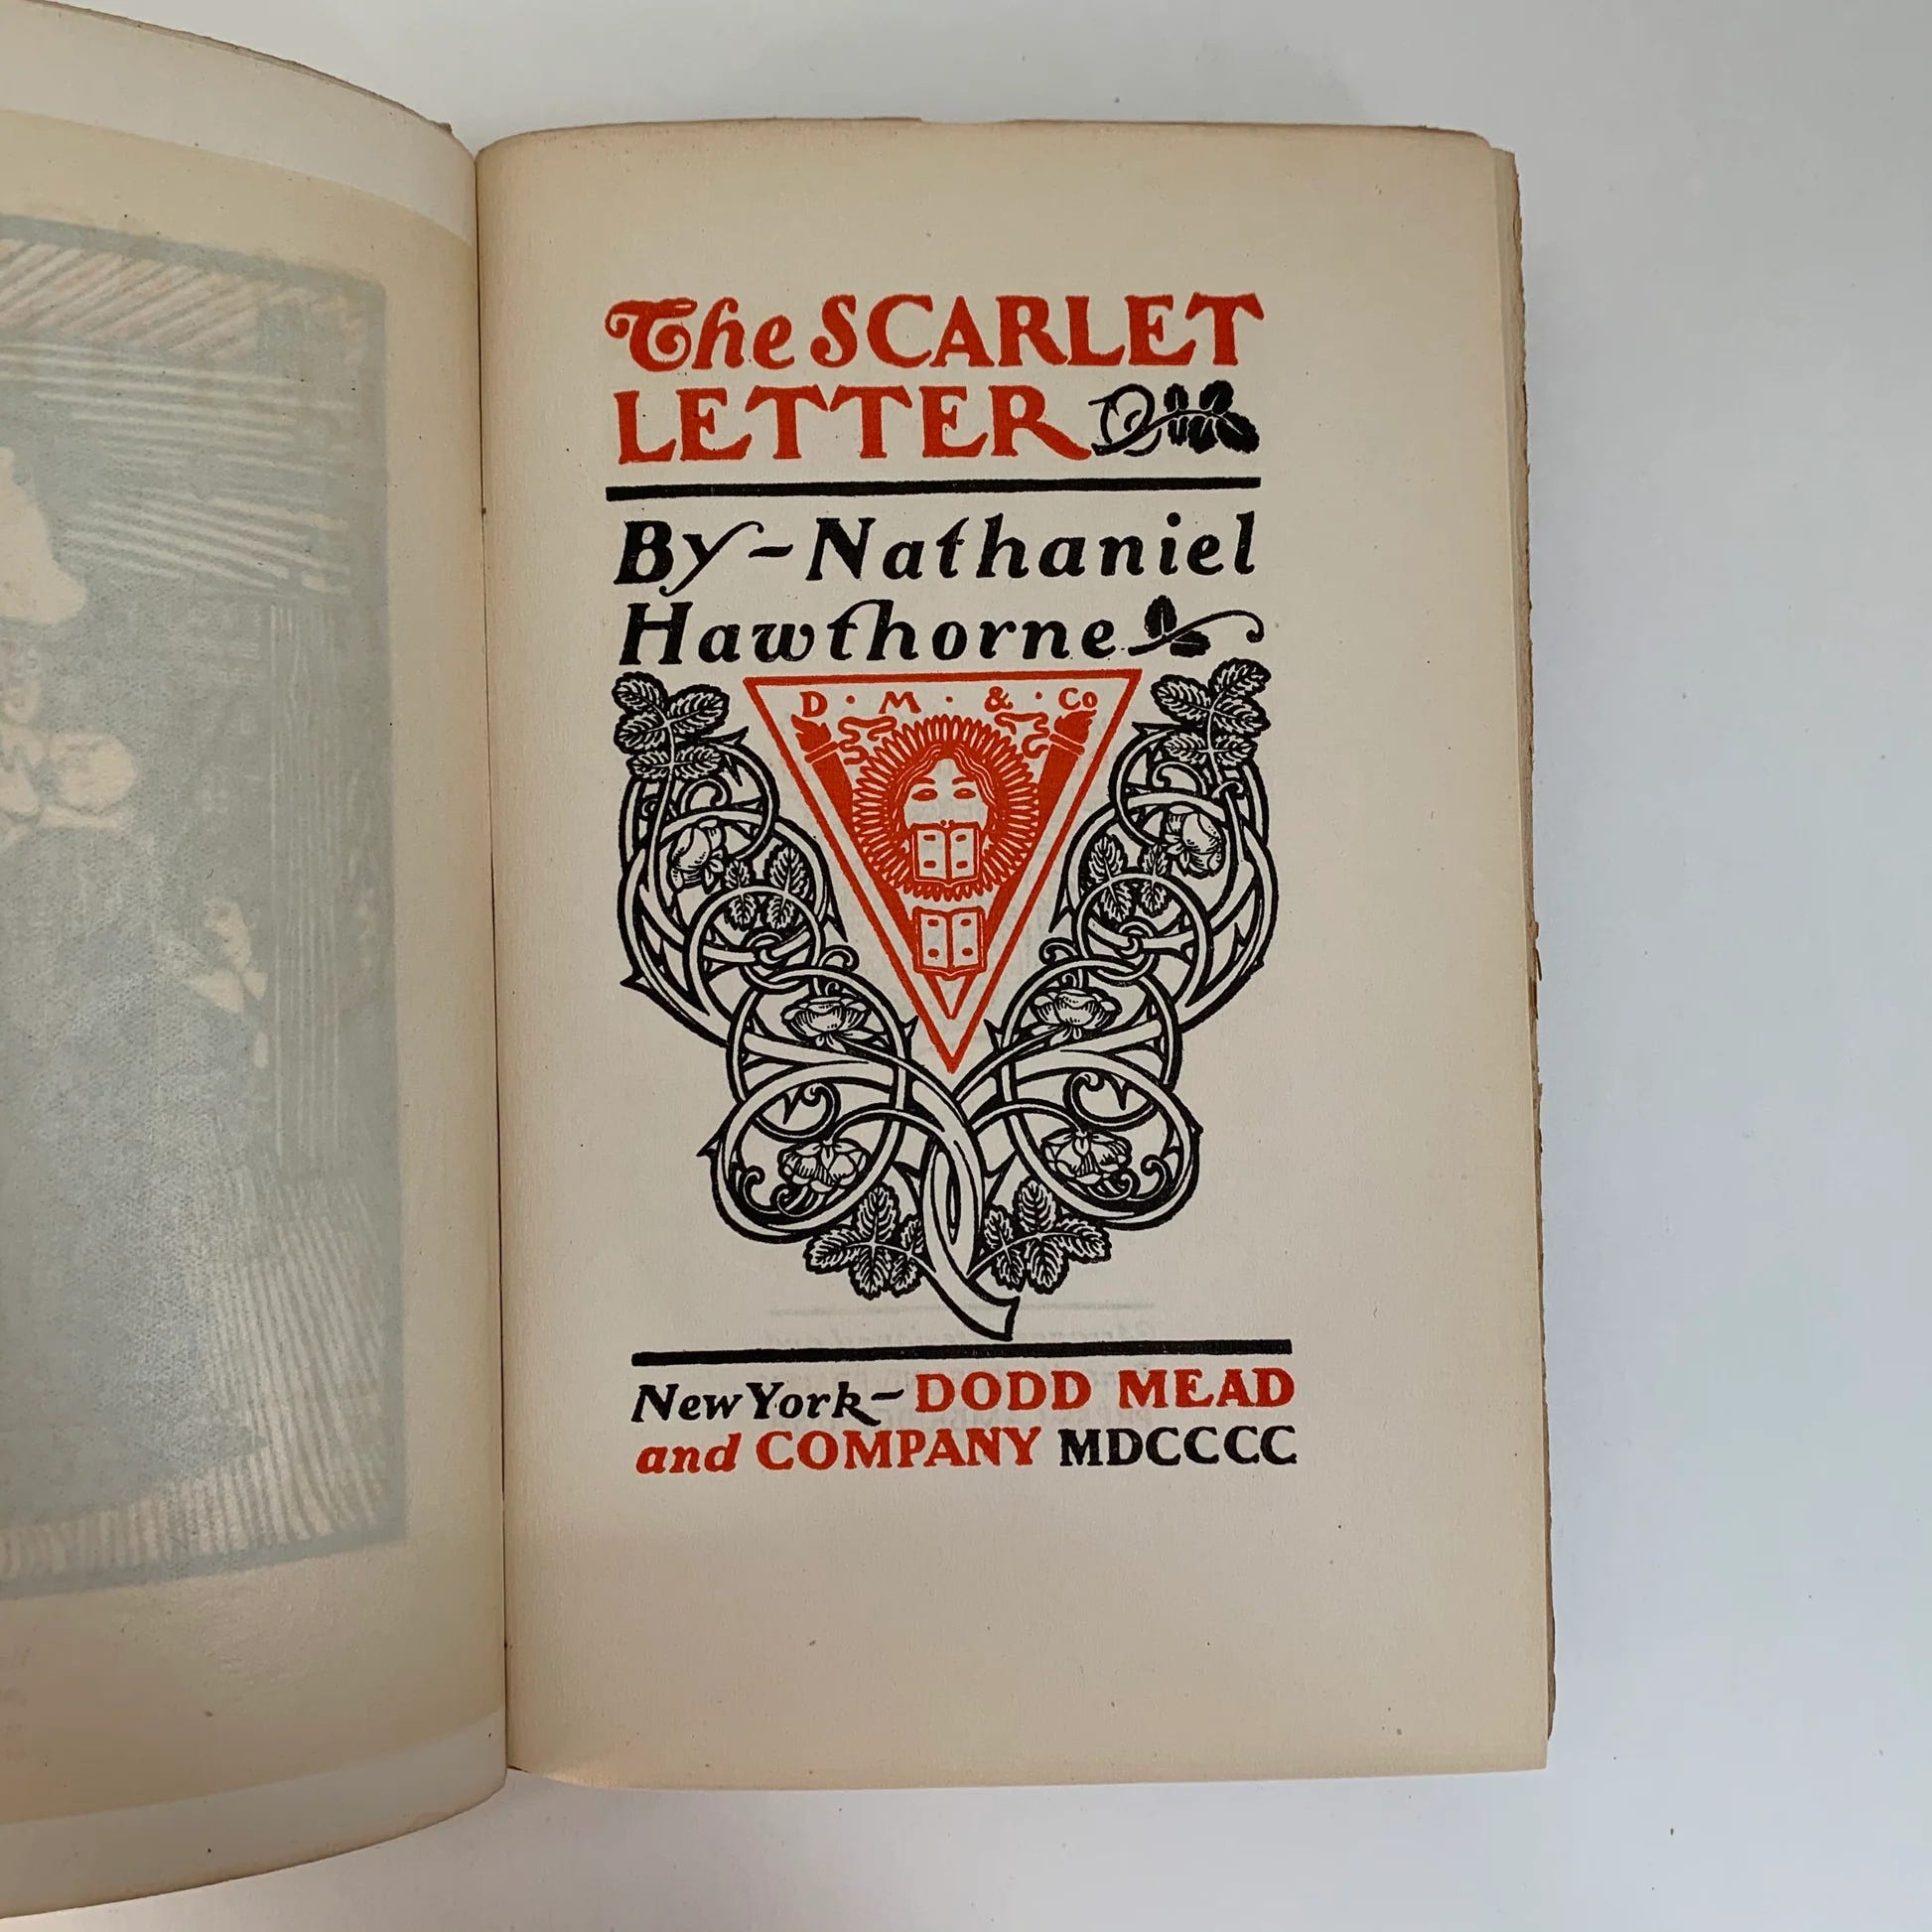 The SCARLET
LETTER
By-Nathaniel
Hawthorne
D · M · & · Co
New York- DODD MEAD
and COMPANY MDCCCC